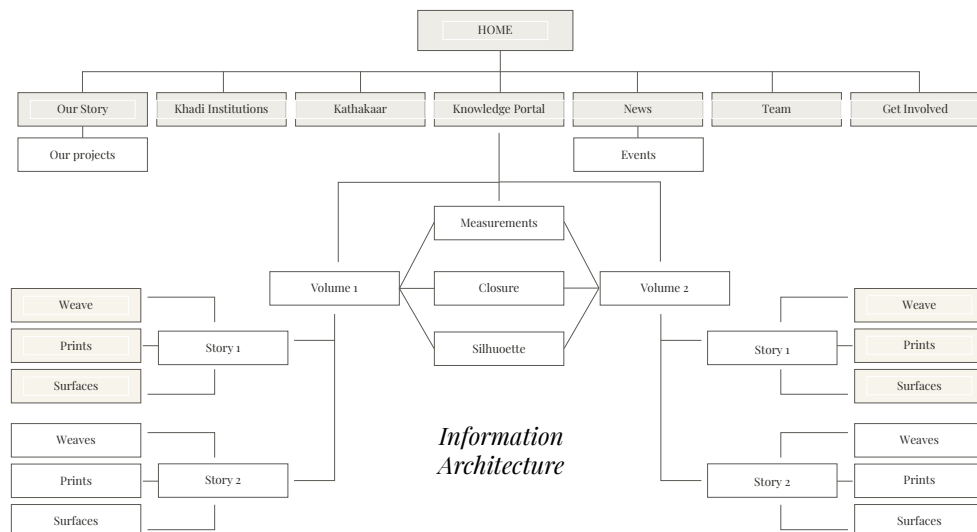 HOME
Our Story
Khadi Institutions
Kathakaar
Knowledge Portal
News
Team
Get Involved
Our projects
Events
Measurements
Volume 1
Closure
Volume 2
Silhuoette
Weave
Prints
Surfaces
Story 1
Story 1
Weave
Prints
Surfaces
Information
Architecture
Weaves
Prints
Surfaces
Story 2
Story 2
Weaves
Prints
Surfaces